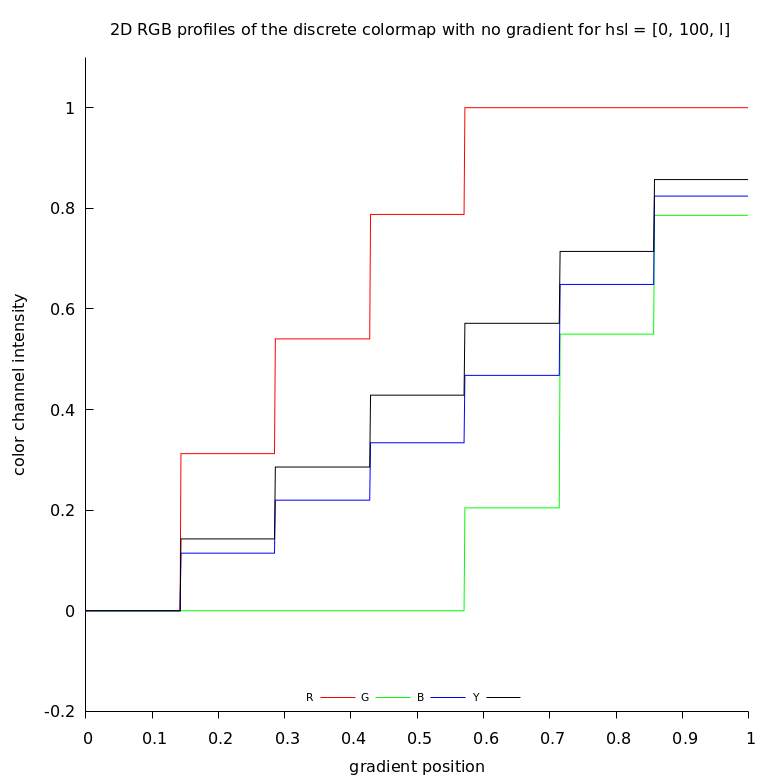 2D RGB profiles of the discrete colormap with no gradient for hsl = [0, 100, l]
1
0.8
0.6
0.4
0.2
0
-0.2
color channel intensity
R G B Y
0 0.1 0.2 0.3 0.4 0.5 0.6 0.7 0.8 0.9 1
gradient position